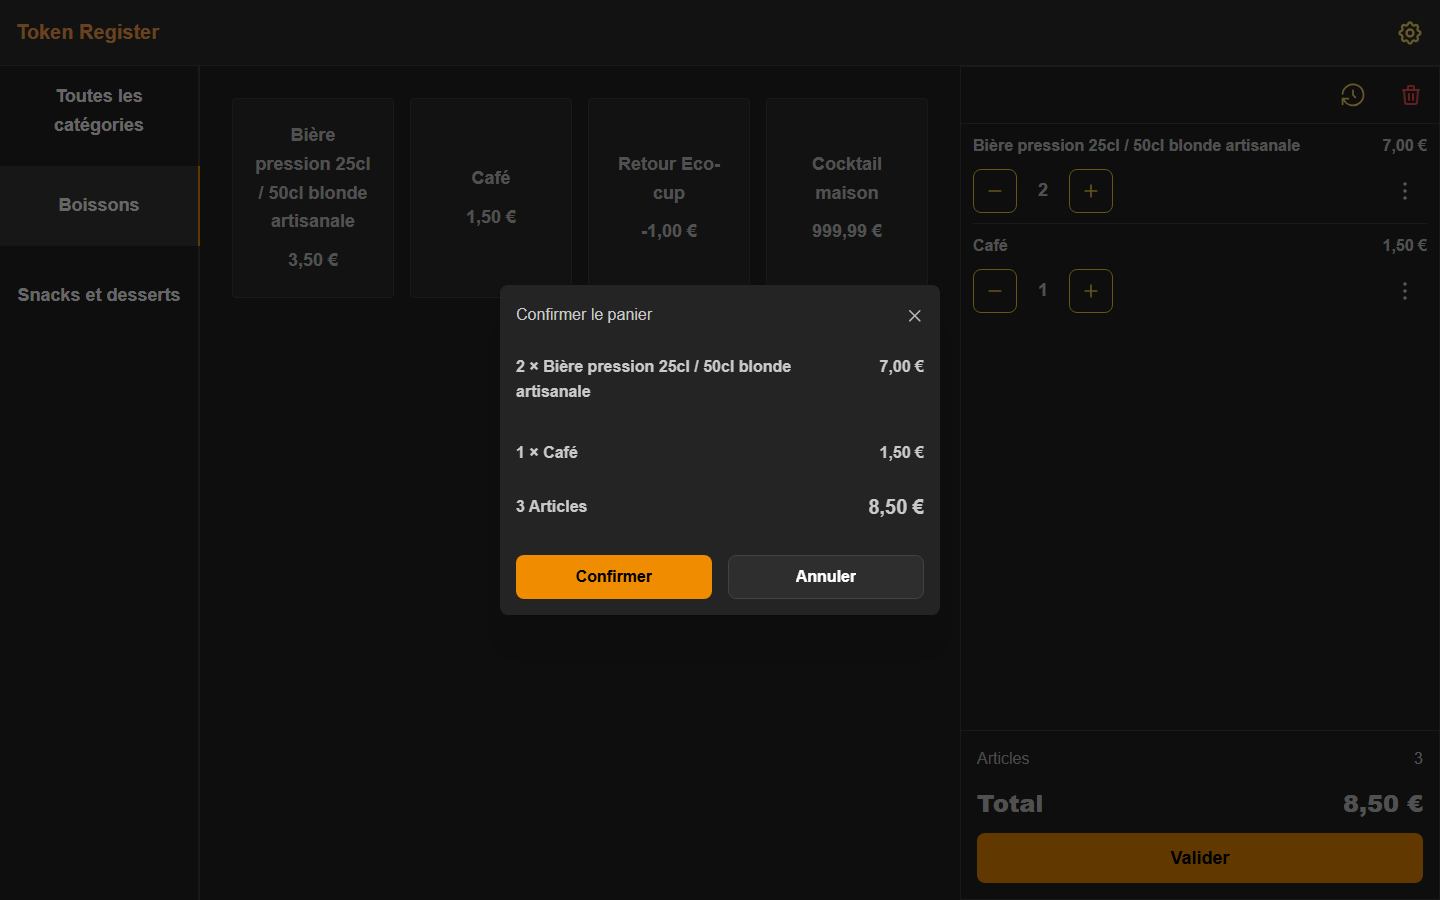 Token Register
Toutes les
catégories
Boissons
Snacks et desserts
Bière
pression 25cl
/ 50cl blonde
artisanale
3,50 €
Café
1,50 €
Retour Eco-
cup
-1,00 €
Cocktail
maison
999,99 €
Bière pression 25cl / 50cl blonde artisanale 7,00 €
2
Café 1,50 €
1
Confirmer le panier
2 × Bière pression 25cl / 50cl blonde 7,00 €
artisanale
1 × Café 1,50 €
3 Articles 8,50 €
Confirmer Annuler
Articles 3
Total 8,50 €
Valider